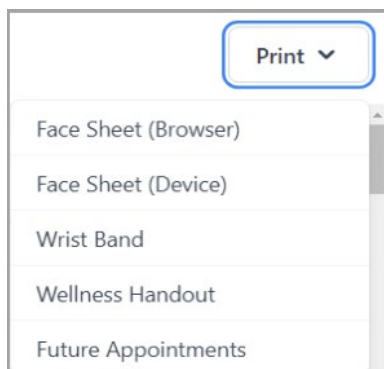 Print
Face Sheet (Browser)
Face Sheet (Device)
Wrist Band
Wellness Handout
Future Appointments